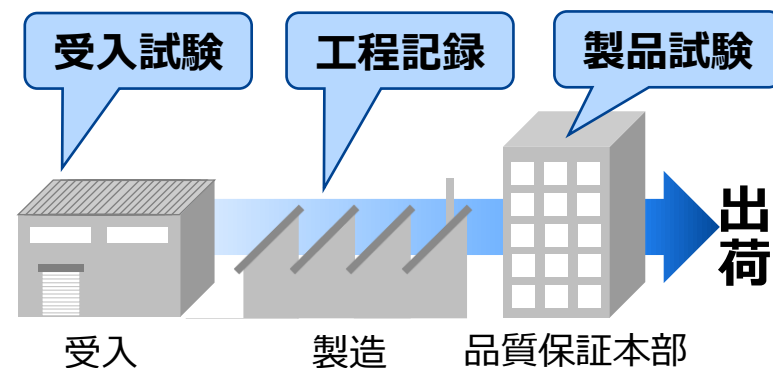 受入試験
工程記録
製品試験
出荷
受入
製造
品質保証本部